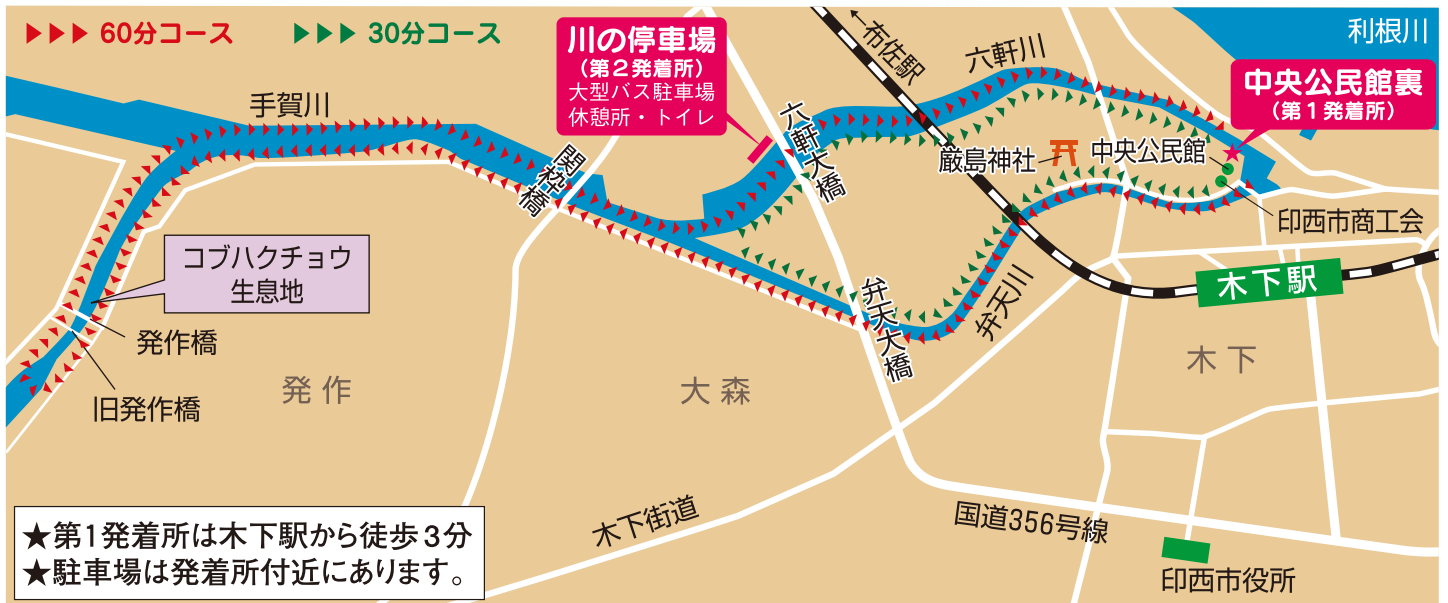 ▶▶▶ 60分コース
▶▶▶ 30分コース
川の停車場
(第2発着所)
大型バス駐車場
休憩所・トイレ
←市佐駅
六軒川
利根川
中央公民館裏
(第1発着所)
手賀川
関枠橋
六軒大橋
厳島神社
中央公民館
印西市商工会
コブハクチョウ
生息地
弁天大橋
弁天川
木下駅
発作橋
旧発作橋
発作
大森
木下
★第1発着所は木下駅から徒歩3分
★駐車場は発着所付近にあります。
木下街道
国道356号線
印西市役所